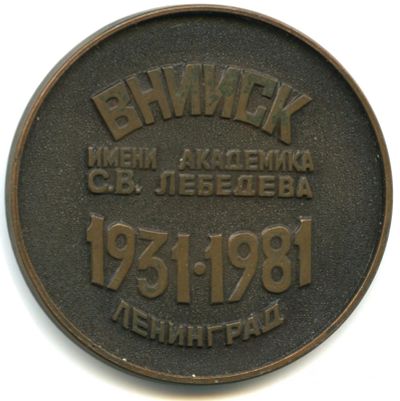 ВНИИСК
ИМЕНИ АКАДЕМИКА
С.В. ЛЕБЕДЕВА
1931·1981
ЛЕНИНГРАД